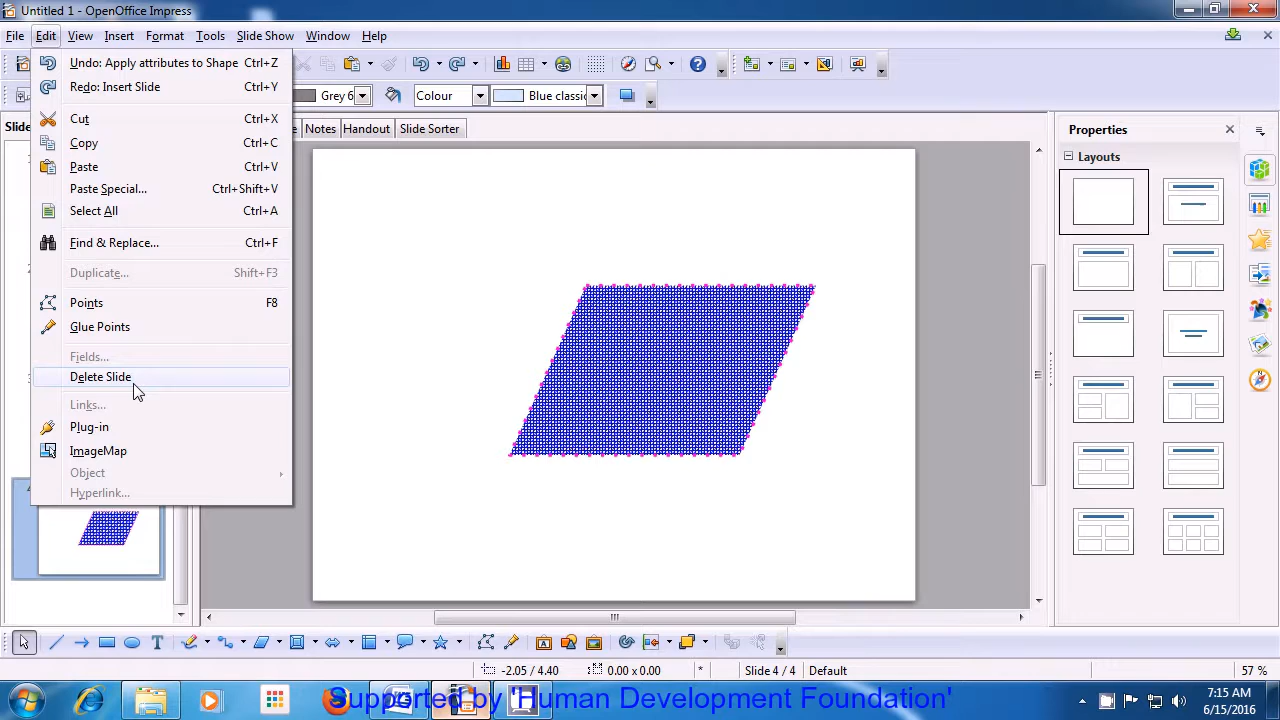 Untitled 1 - OpenOffice Impress
File Edit View Insert Format Tools Slide Show Window Help
Undo: Apply attributes to Shape Ctrl+Z
Redo: Insert Slide Ctrl+Y
Cut Ctrl+X
Copy Ctrl+C
Paste Ctrl+V
Paste Special... Ctrl+Shift+V
Select All Ctrl+A
Find & Replace... Ctrl+F
Duplicate... Shift+F3
Points F8
Glue Points
Fields...
Delete Slide
Links...
Plug-in
ImageMap
Object
Hyperlink...
Grey 6 Colour Blue classic
Notes Handout Slide Sorter
Properties
Layouts
-2.05 / 4.40 0.00 x 0.00 * Slide 4 / 4 Default 57 %
Supported by 'Human Development Foundation'
7:15 AM
6/15/2016